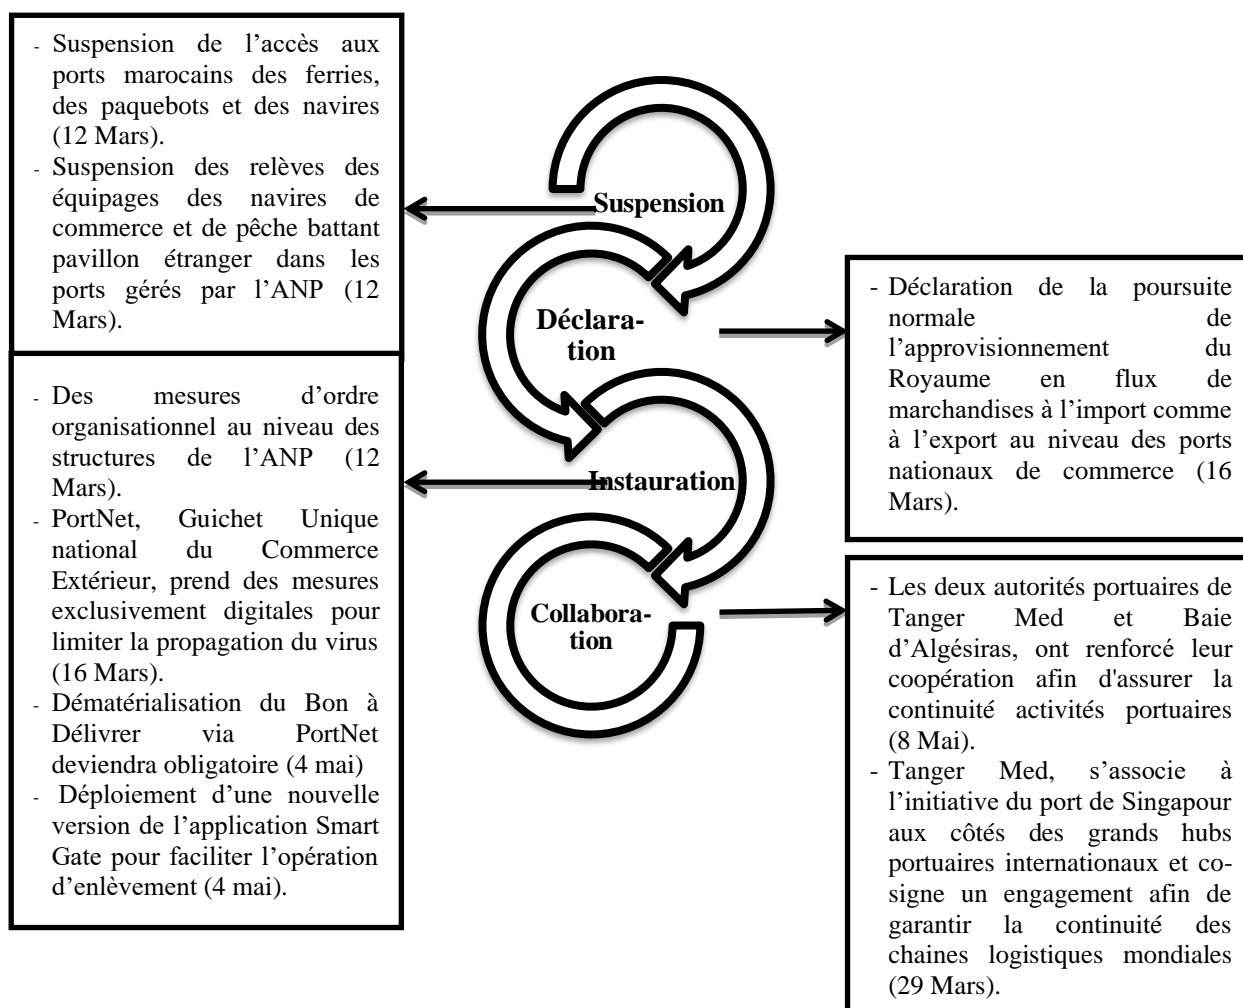 - Suspension de l’accès aux
ports marocains des ferries,
des paquebots et des navires
(12 Mars).
- Suspension des relèves des
équipages des navires de
commerce et de pêche battant
pavillon étranger dans les
ports gérés par l’ANP (12
Mars).
Suspension
Déclara-
tion
- Déclaration de la poursuite
normale de
l’approvisionnement du
Royaume en flux de
marchandises à l’import comme
à l’export au niveau des ports
nationaux de commerce (16
Mars).
- Des mesures d’ordre
organisationnel au niveau des
structures de l’ANP (12
Mars).
- PortNet, Guichet Unique
national du Commerce
Extérieur, prend des mesures
exclusivement digitales pour
limiter la propagation du virus
(16 Mars).
- Dématérialisation du Bon à
Délivrer via PortNet
deviendra obligatoire (4 mai)
- Déploiement d’une nouvelle
version de l’application Smart
Gate pour faciliter l’opération
d’enlèvement (4 mai).
Instauration
Collabora-
tion
- Les deux autorités portuaires de
Tanger Med et Baie
d’Algésiras, ont renforcé leur
coopération afin d'assurer la
continuité activités portuaires
(8 Mai).
- Tanger Med, s’associe à
l’initiative du port de Singapour
aux côtés des grands hubs
portuaires internationaux et co-
signe un engagement afin de
garantir la continuité des
chaines logistiques mondiales
(29 Mars).